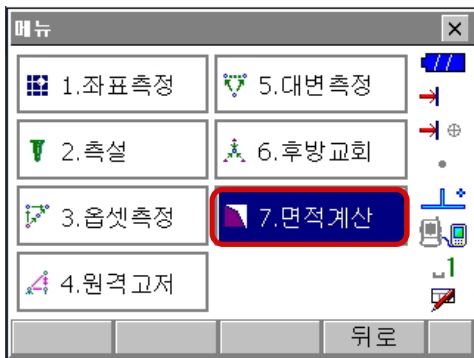 메뉴
1.좌표측정
5.대변측정
2.측설
6.후방교회
3.옵셋측정
7.면적계산
4.원격고저
1
뒤로